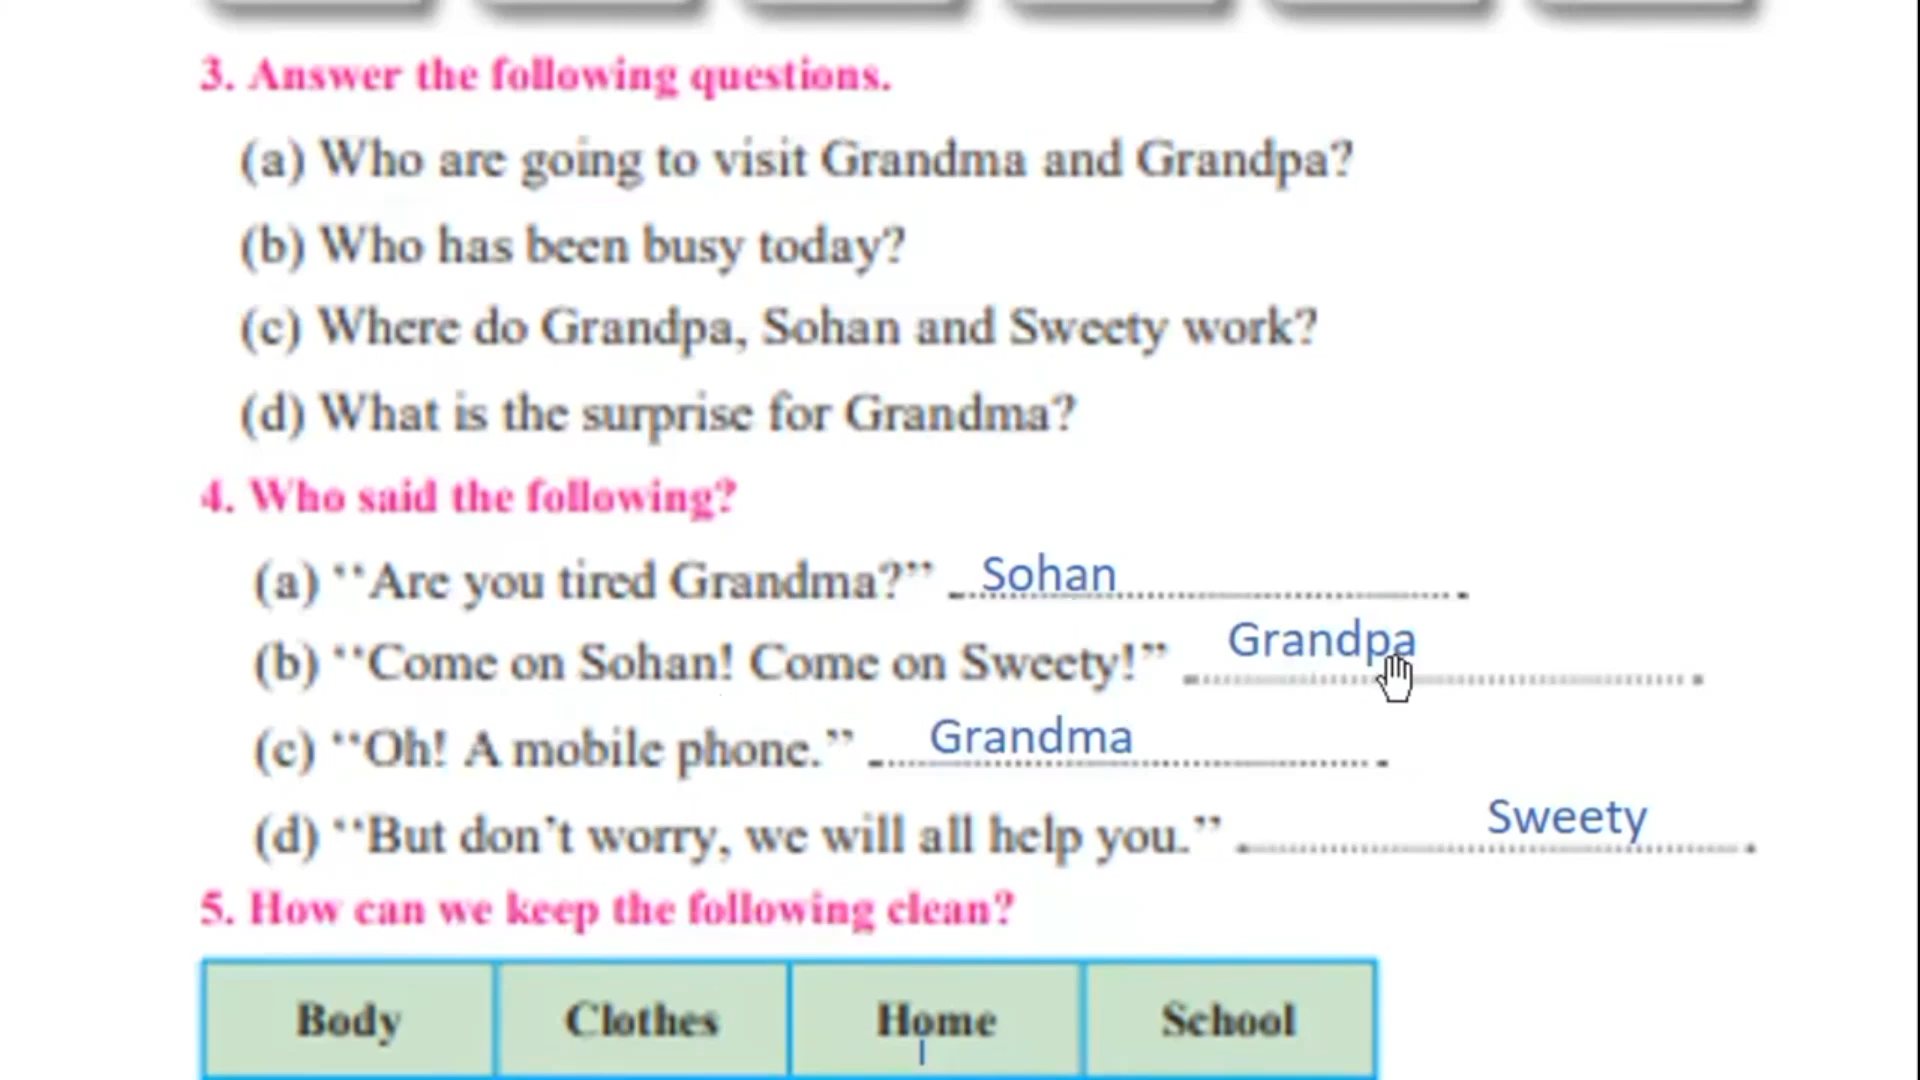 3. Answer the following questions.
(a) Who are going to visit Grandma and Grandpa?
(b) Who has been busy today?
(c) Where do Grandpa, Sohan and Sweety work?
(d) What is the surprise for Grandma?
4. Who said the following?
(a) ‘‘Are you tired Grandma?’’ Sohan
(b) ‘‘Come on Sohan! Come on Sweety!’’ Grandpa
(c) ‘‘Oh! A mobile phone.’’ Grandma
(d) ‘‘But don’t worry, we will all help you.’’ Sweety
5. How can we keep the following clean?
Body Clothes Home School